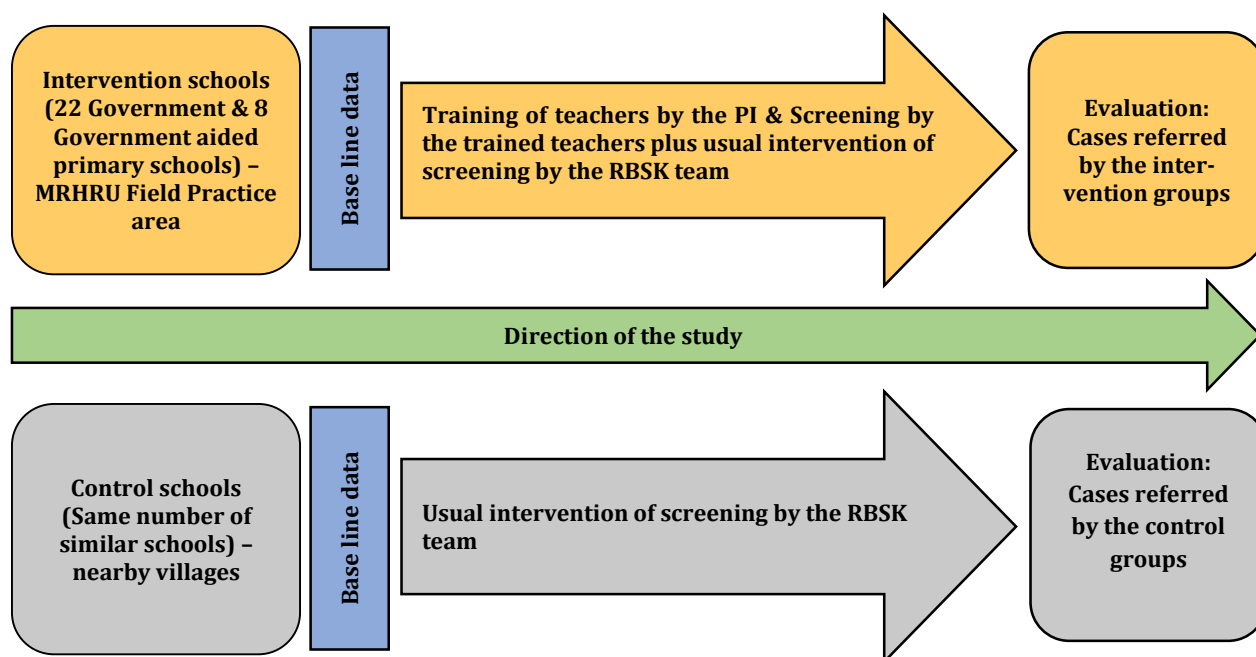 Intervention schools
(22 Government & 8
Government aided
primary schools) –
MRHRU Field Practice
area
Base line data
Training of teachers by the PI & Screening by
the trained teachers plus usual intervention of
screening by the RBSK team
Evaluation:
Cases referred
by the inter-
vention groups
Direction of the study
Control schools
(Same number of
similar schools) –
nearby villages
Base line data
Usual intervention of screening by the RBSK
team
Evaluation:
Cases referred
by the control
groups